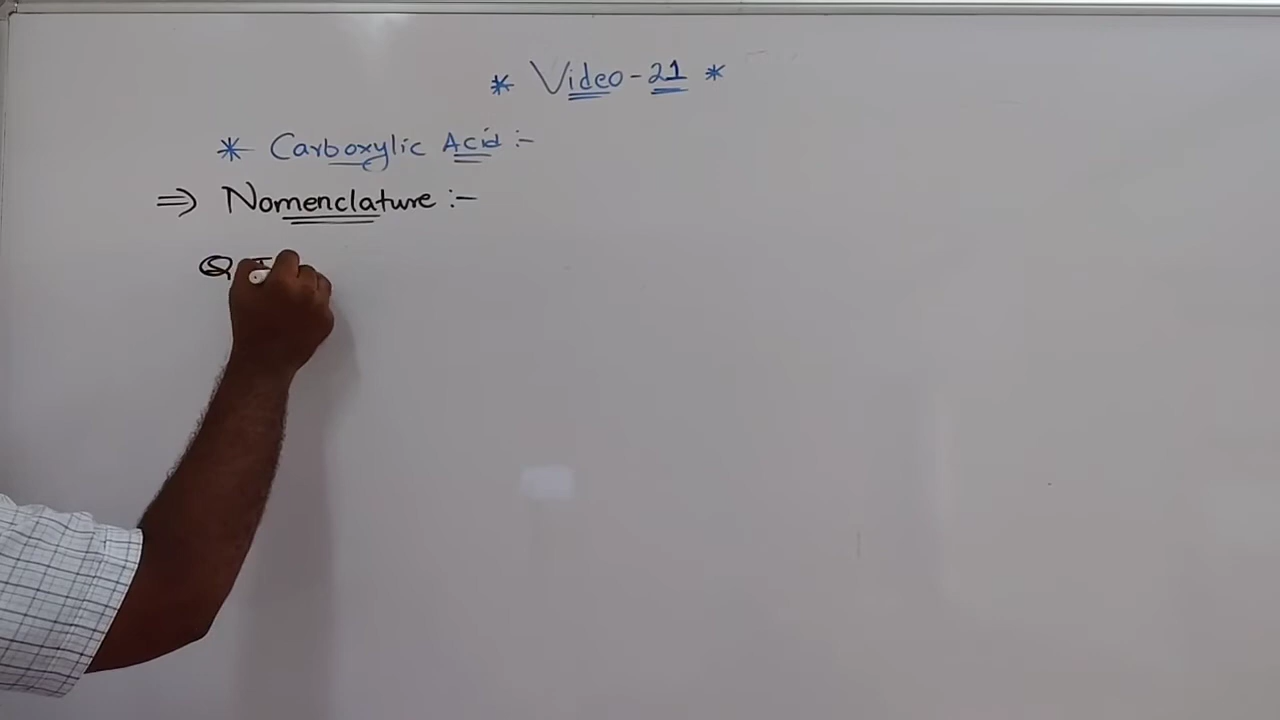 * Video-21 *
* Carboxylic Acid :-
=> Nomenclature :-
Q.